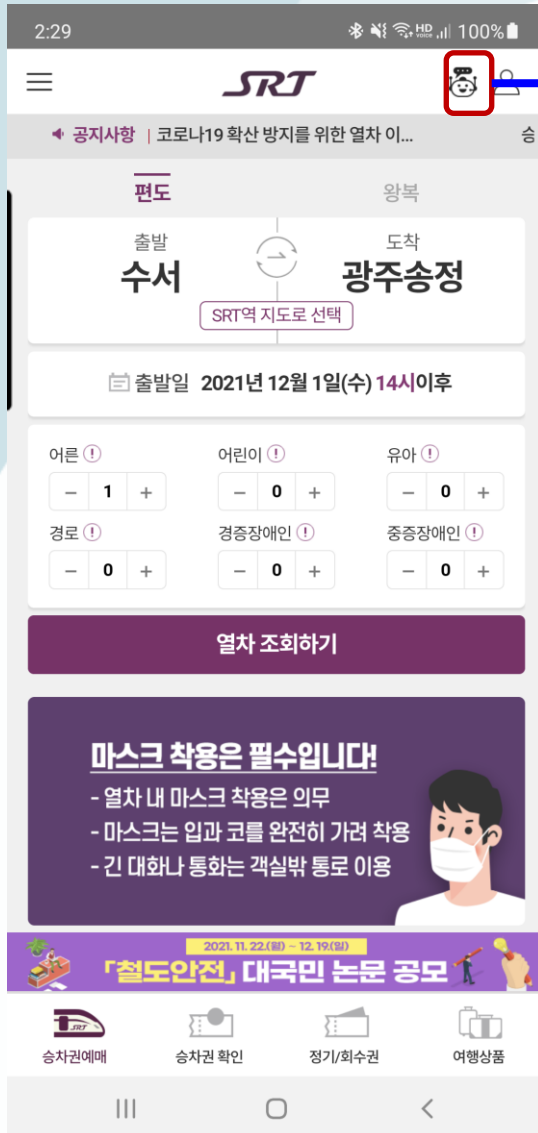 2:29 HD voice 100%
SRT
공지사항 | 코로나19 확산 방지를 위한 열차 이... 승
편도 왕복
출발 도착
수서 광주송정
SRT역 지도로 선택
출발일 2021년 12월 1일(수) 14시이후
어른 ! 어린이 ! 유아 !
− 1 + − 0 + − 0 +
경로 ! 경증장애인 ! 중증장애인 !
− 0 + − 0 + − 0 +
열차 조회하기
마스크 착용은 필수입니다!
- 열차 내 마스크 착용은 의무
- 마스크는 입과 코를 완전히 가려 착용
- 긴 대화나 통화는 객실밖 통로 이용
2021. 11. 22.(월) ~ 12. 19.(일)
「철도안전」 대국민 논문 공모
SRT
승차권예매 승차권 확인 정기/회수권 여행상품